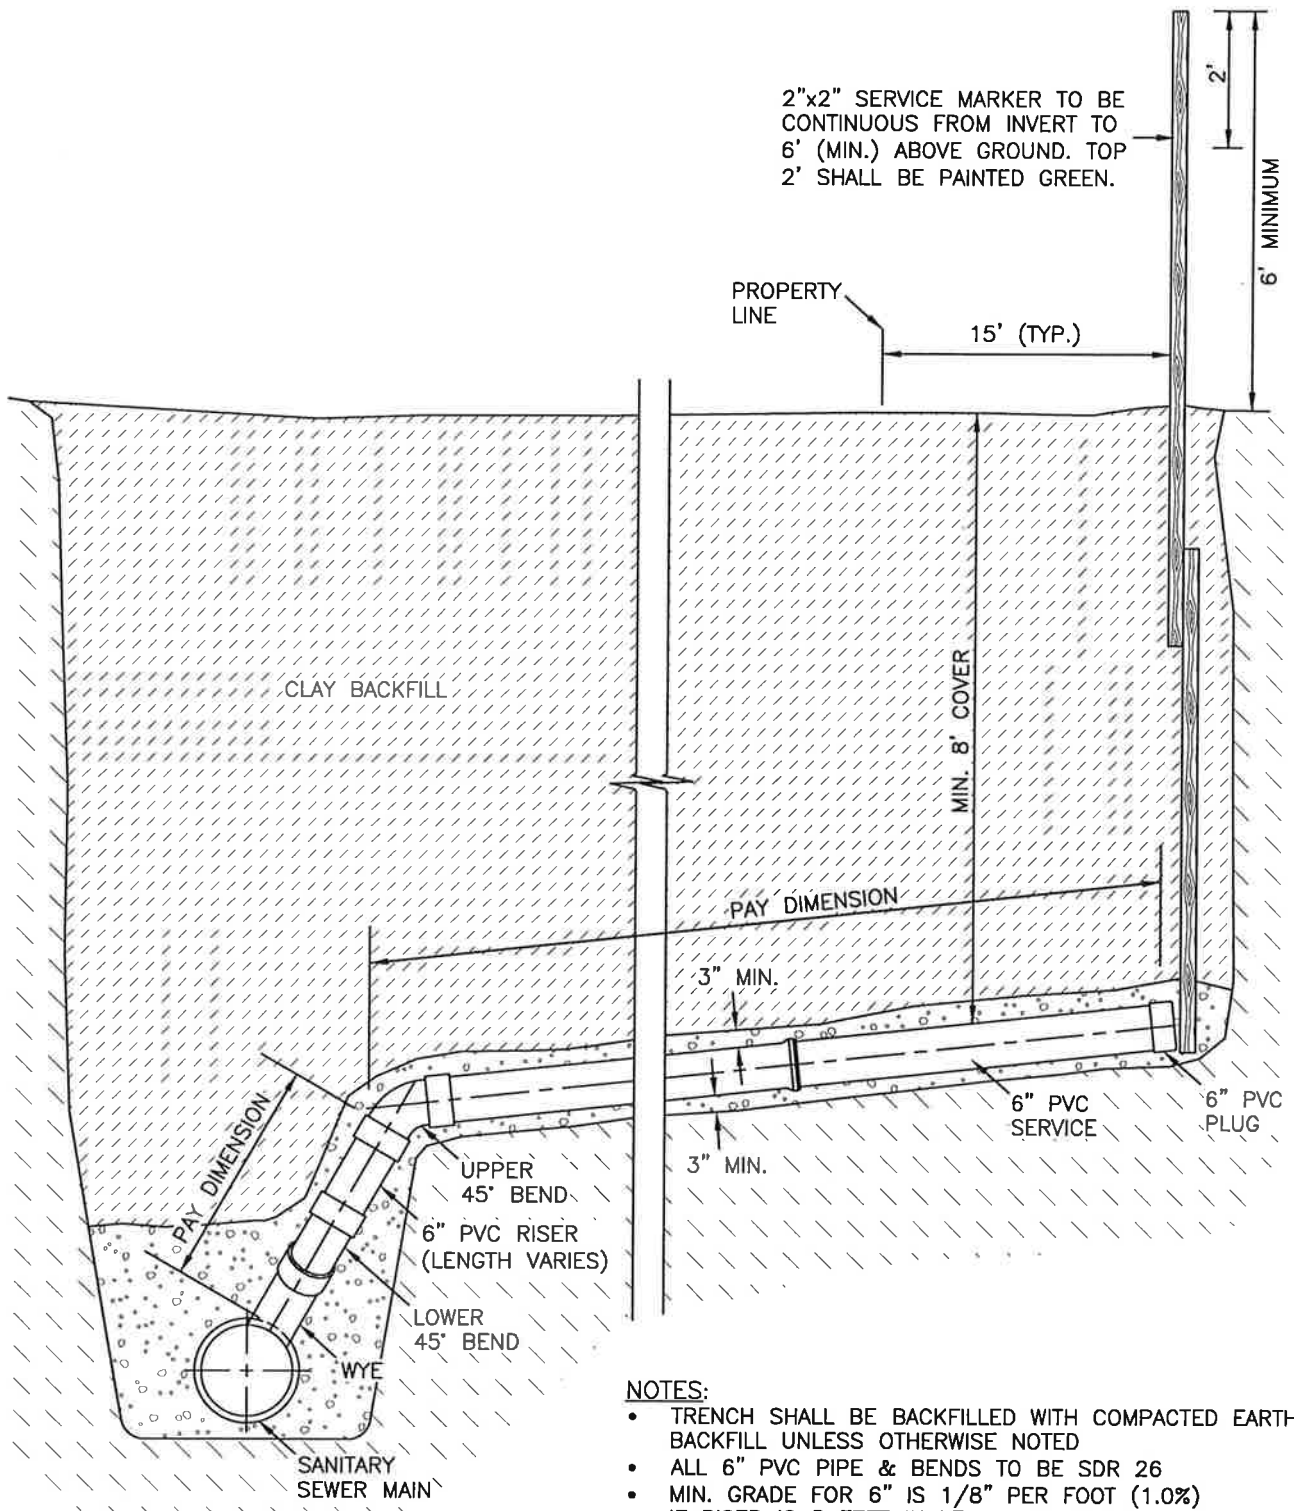 2"x2" SERVICE MARKER TO BE
CONTINUOUS FROM INVERT TO
6' (MIN.) ABOVE GROUND. TOP
2' SHALL BE PAINTED GREEN.
2'
6' MINIMUM
PROPERTY
LINE
15' (TYP.)
CLAY BACKFILL
MIN. 8' COVER
PAY DIMENSION
3" MIN.
PAY DIMENSION
6" PVC
SERVICE
6" PVC
PLUG
3" MIN.
UPPER
45° BEND
6" PVC RISER
(LENGTH VARIES)
LOWER
45° BEND
WYE
SANITARY
SEWER MAIN
NOTES:
• TRENCH SHALL BE BACKFILLED WITH COMPACTED EARTH
BACKFILL UNLESS OTHERWISE NOTED
• ALL 6" PVC PIPE & BENDS TO BE SDR 26
• MIN. GRADE FOR 6" IS 1/8" PER FOOT (1.0%)